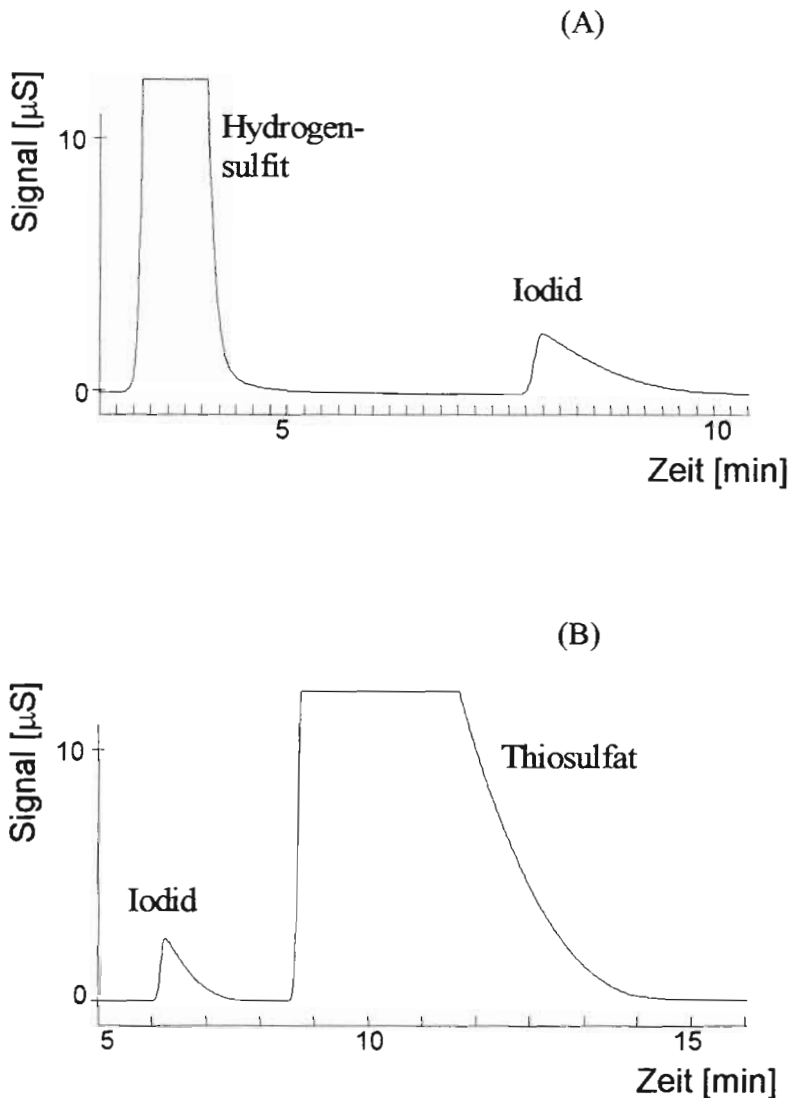 (A)
Signal [µS]
10
0
Hydrogen-
sulfit
Iodid
5
10
Zeit [min]
(B)
Signal [µS]
10
0
Iodid
Thiosulfat
5
10
15
Zeit [min]